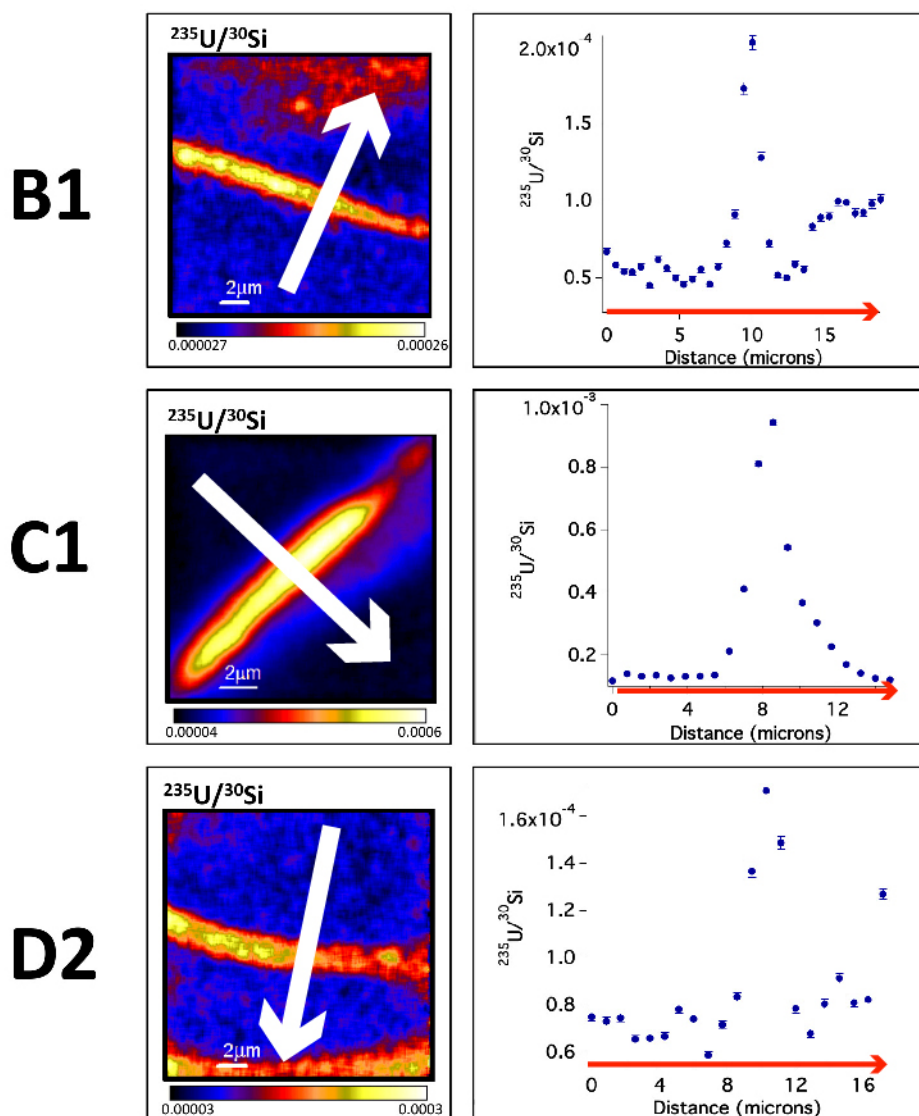 B1
²³⁵U/³⁰Si
2μm
0.000027 0.00026
2.0x10⁻⁴
1.5
1.0
0.5
²³⁵U/³⁰Si
0 5 10 15
Distance (microns)
C1
²³⁵U/³⁰Si
2μm
0.00004 0.0006
1.0x10⁻³
0.8
0.6
0.4
0.2
²³⁵U/³⁰Si
0 4 8 12
Distance (microns)
D2
²³⁵U/³⁰Si
2μm
0.00003 0.0003
1.6x10⁻⁴
1.4
1.2
1.0
0.8
0.6
²³⁵U/³⁰Si
0 4 8 12 16
Distance (microns)